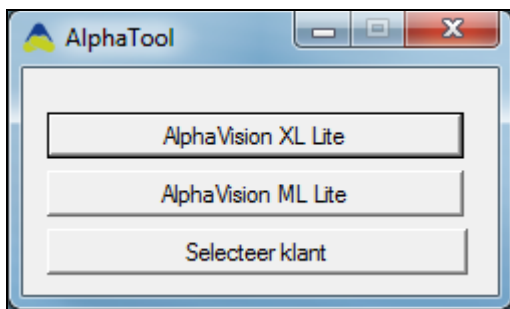 AlphaTool
AlphaVision XL Lite
AlphaVision ML Lite
Selecteer klant